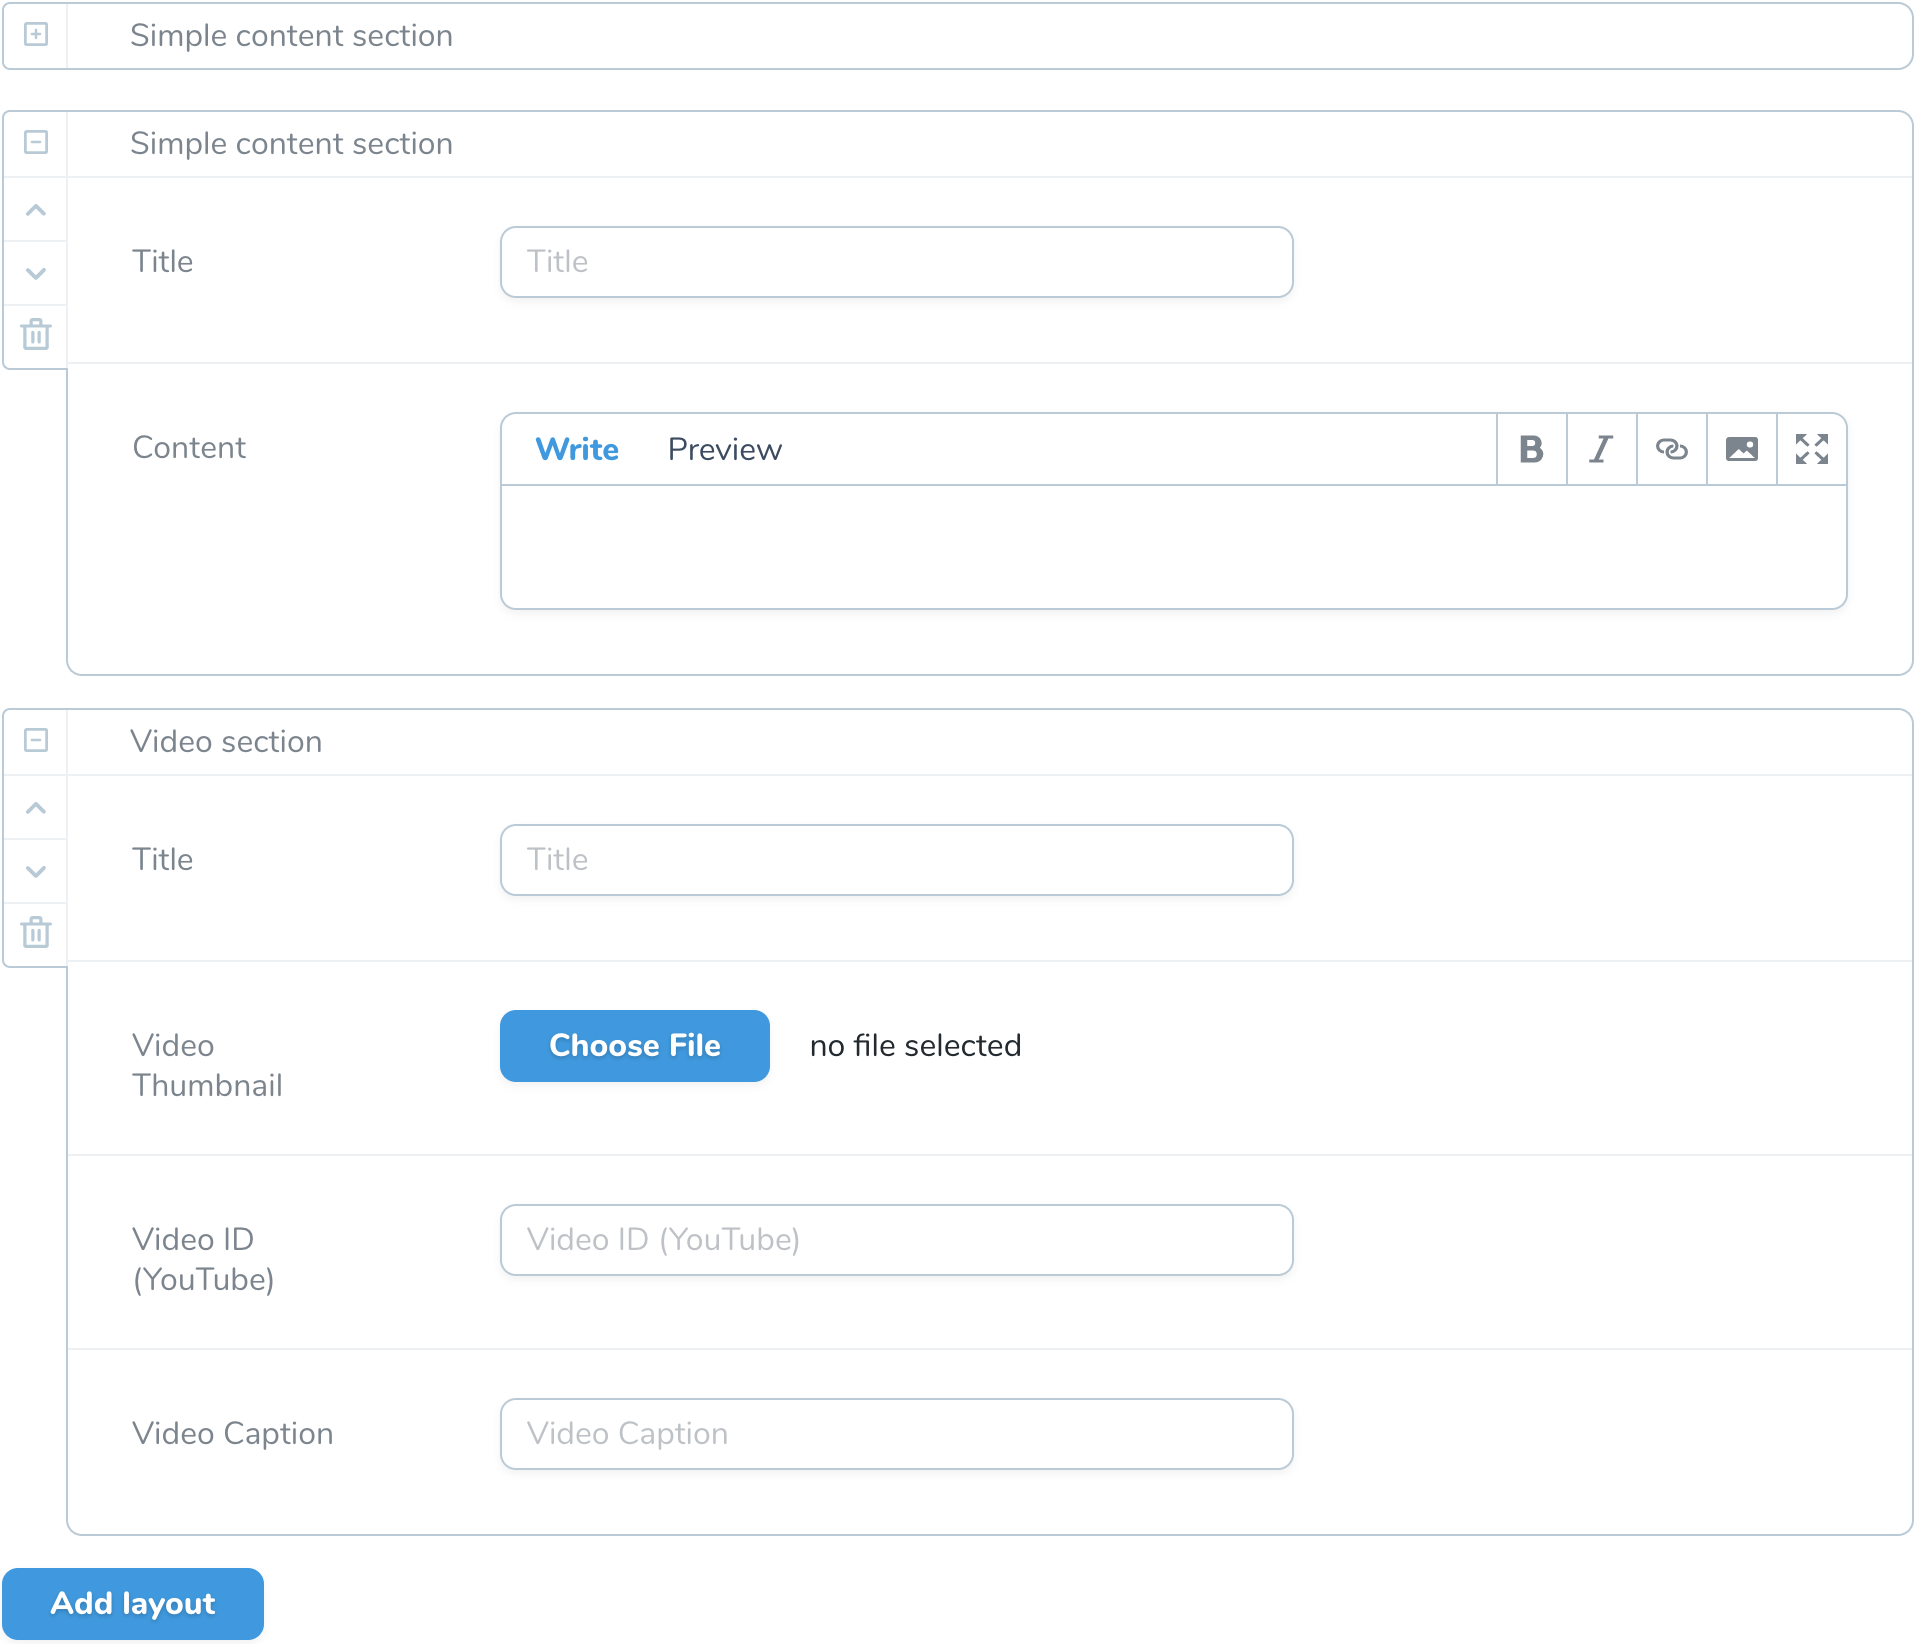 Simple content section
Simple content section
Title
Title
Content
Write Preview B I
Video section
Title
Title
Video
Thumbnail
Choose File no file selected
Video ID
(YouTube)
Video ID (YouTube)
Video Caption
Video Caption
Add layout